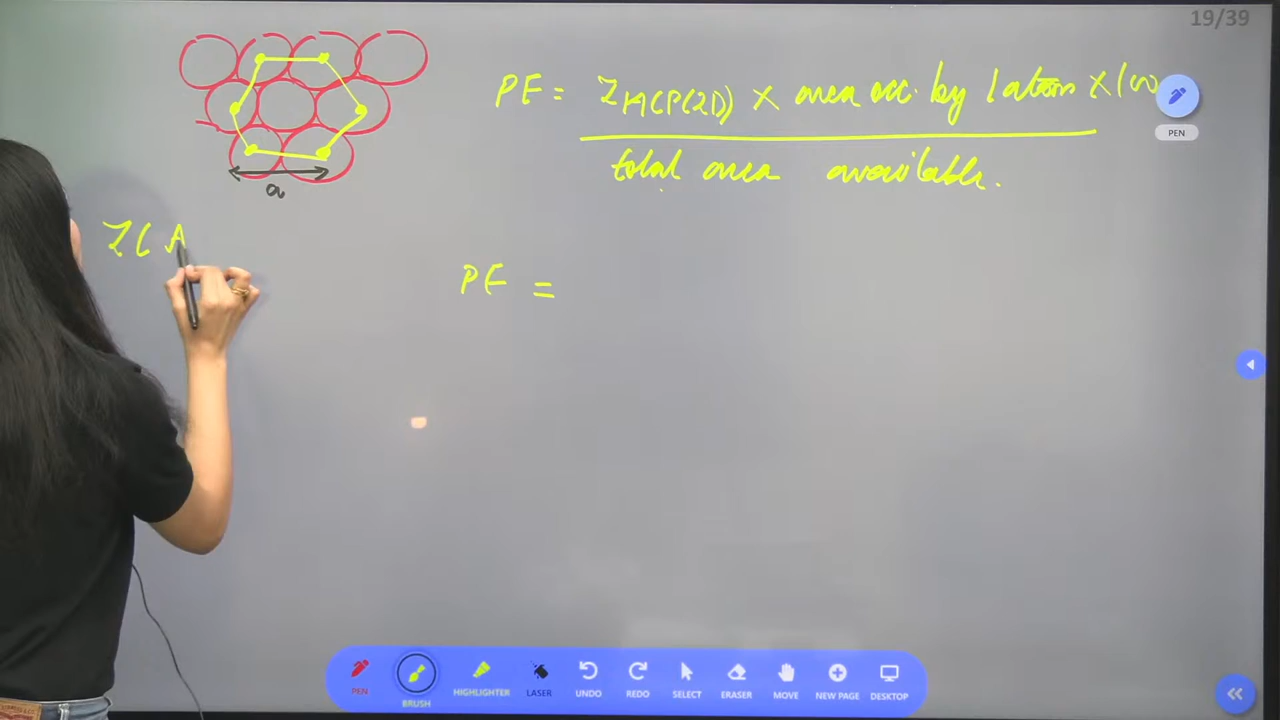 19/39
PE = Z HCP(2D) × area occ. by 1 atom × 100
total area available.
PEN
a
Z( A
PE =
PEN
BRUSH
HIGHLIGHTER
LASER
UNDO
REDO
SELECT
ERASER
MOVE
NEW PAGE
DESKTOP